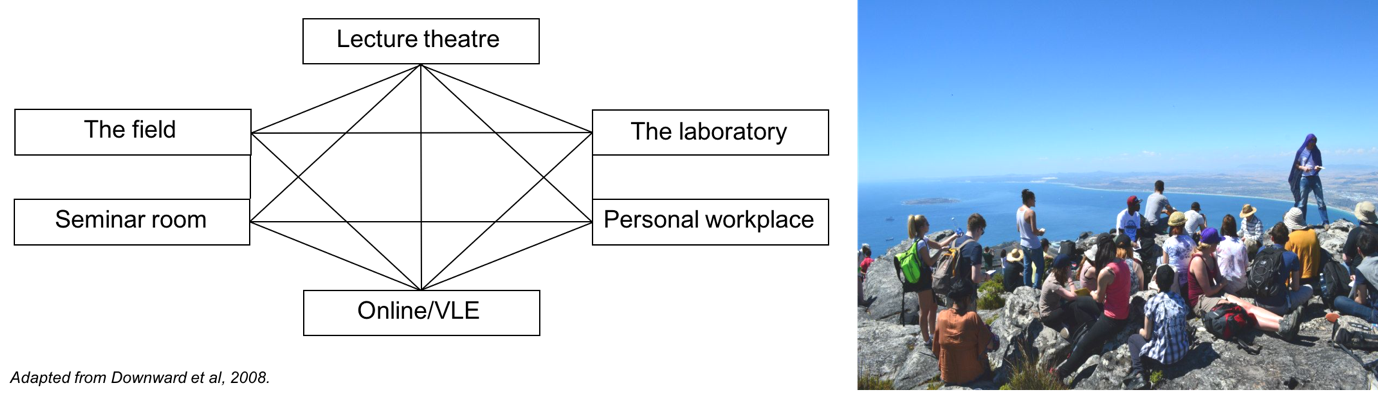 Lecture theatre
The field
The laboratory
Seminar room
Personal workplace
Online/VLE
Adapted from Downward et al, 2008.